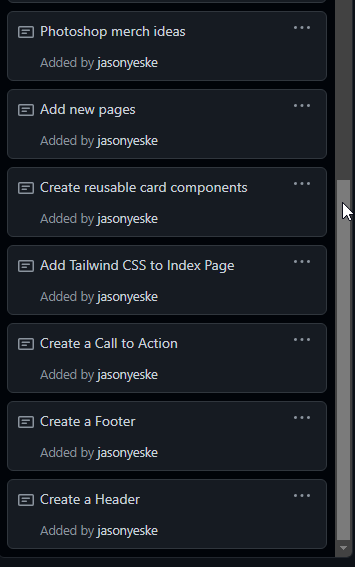 Photoshop merch ideas
Added by jasonyeske
Add new pages
Added by jasonyeske
Create reusable card components
Added by jasonyeske
Add Tailwind CSS to Index Page
Added by jasonyeske
Create a Call to Action
Added by jasonyeske
Create a Footer
Added by jasonyeske
Create a Header
Added by jasonyeske